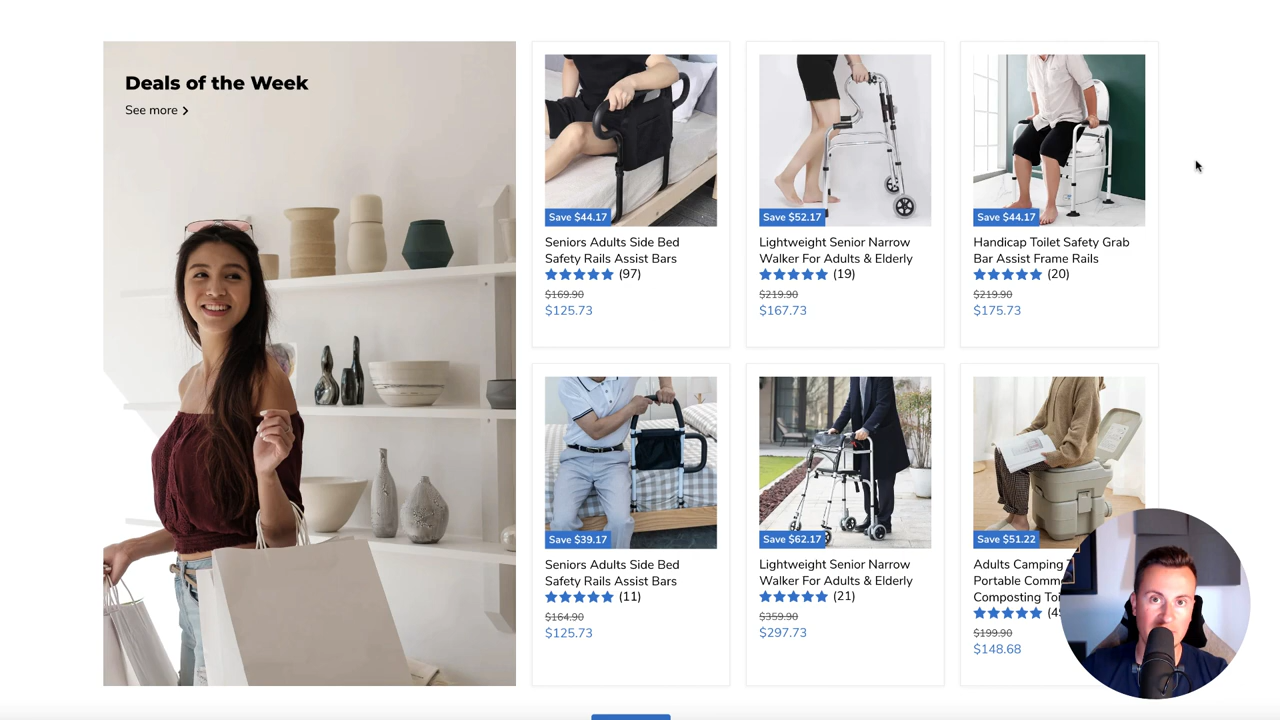 Deals of the Week
See more
Save $44.17
Seniors Adults Side Bed
Safety Rails Assist Bars
(97)
$169.90
$125.73
Save $52.17
Lightweight Senior Narrow
Walker For Adults & Elderly
(19)
$219.90
$167.73
Save $44.17
Handicap Toilet Safety Grab
Bar Assist Frame Rails
(20)
$219.90
$175.73
Save $39.17
Seniors Adults Side Bed
Safety Rails Assist Bars
(11)
$164.90
$125.73
Save $62.17
Lightweight Senior Narrow
Walker For Adults & Elderly
(21)
$359.90
$297.73
Save $51.22
Adults Camping
Portable
Composting
$199.90
$148.68